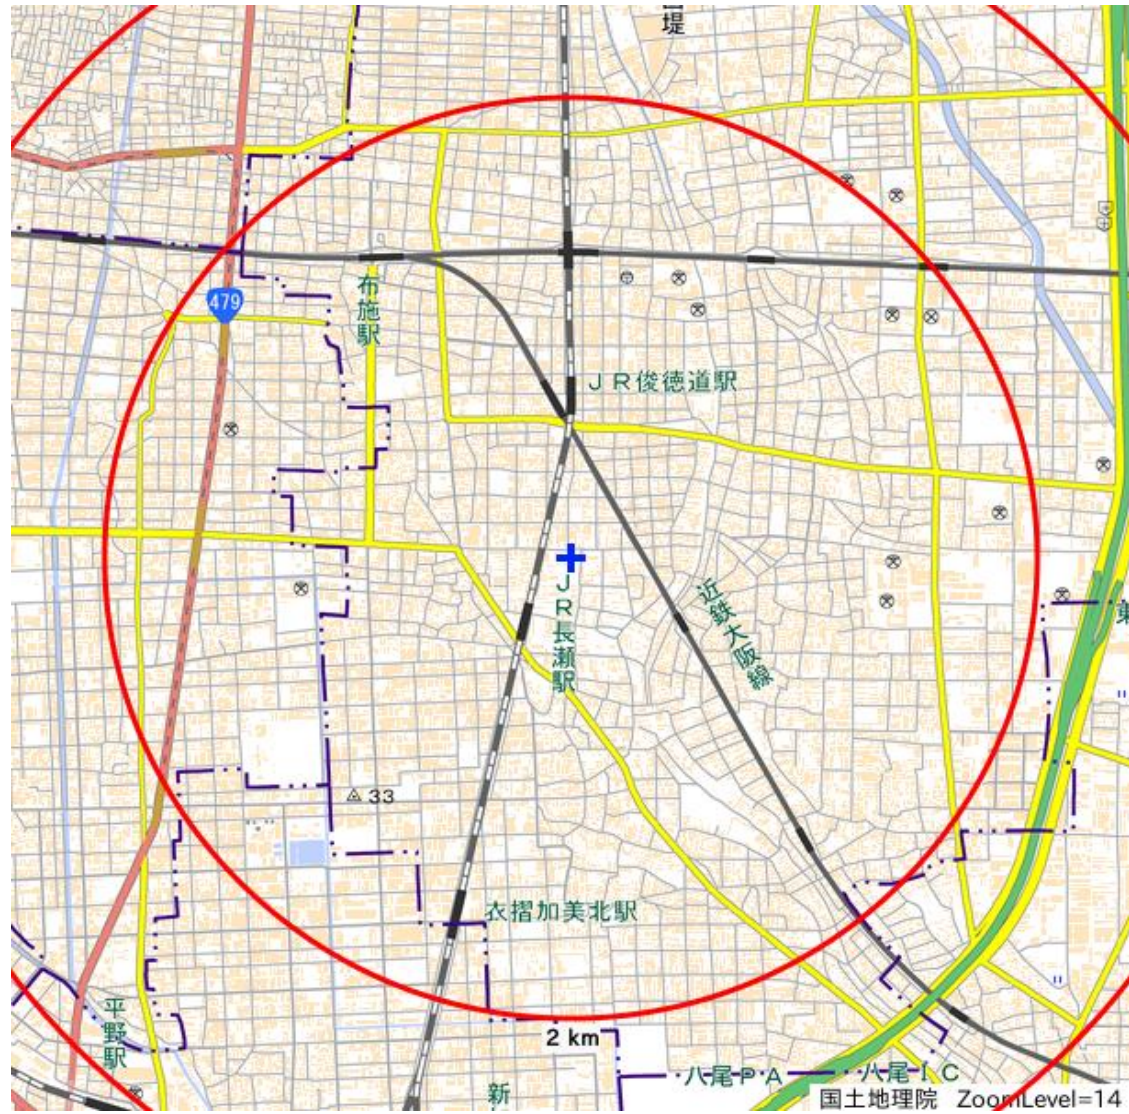 堤
479
布施駅
JR俊徳道駅
JR長瀬駅
近鉄大阪線
33
衣摺加美北駅
平野駅
2 km
新
八尾PA
八尾IC
国土地理院 ZoomLevel=14